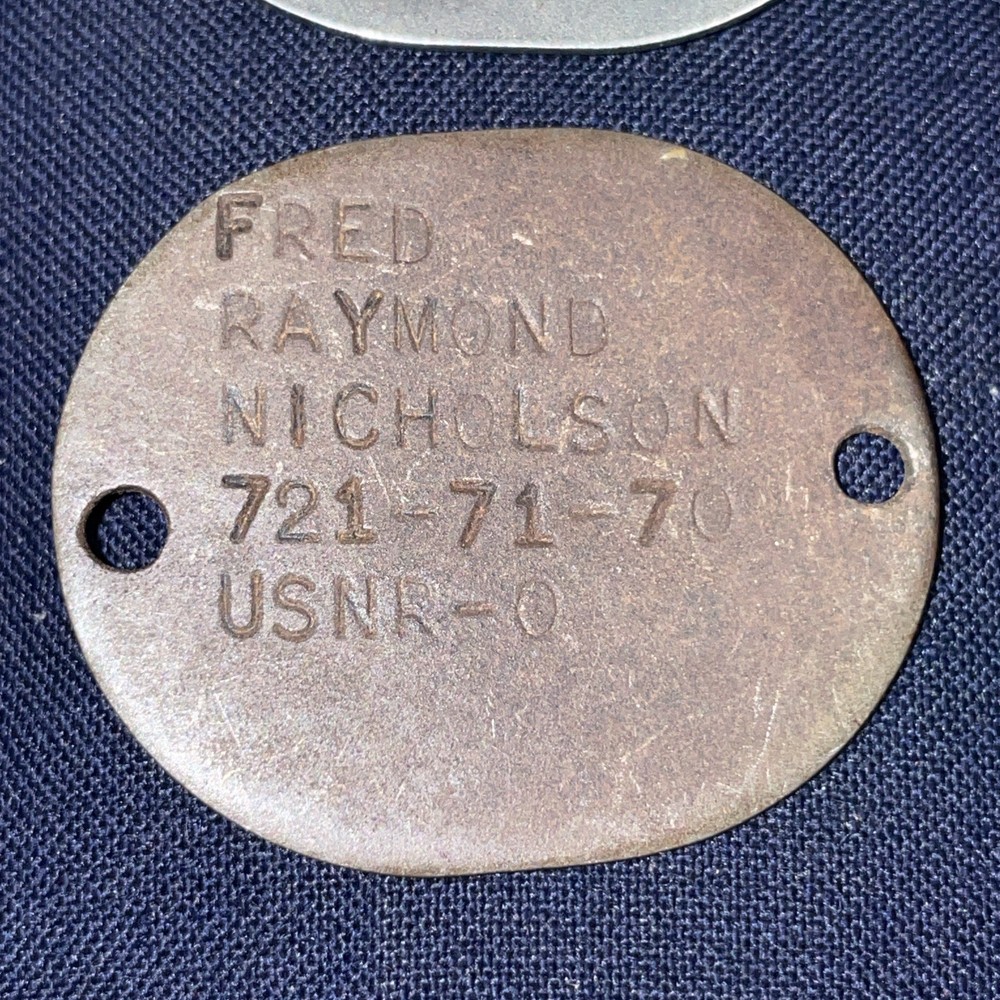 FRED
RAYMOND
NICHOLSON
721-71-70
USNR-O